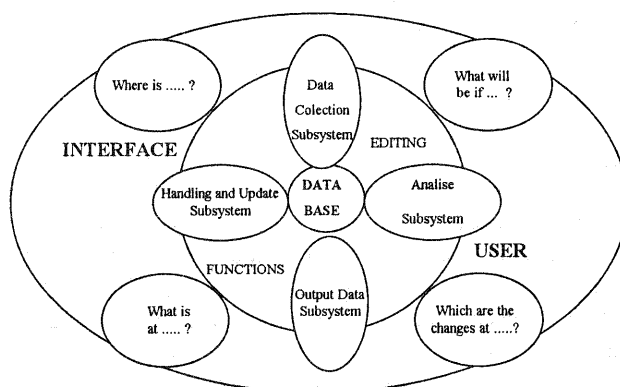 Where is ..... ?
Data
Colection
Subsystem
What will
be if ... ?
INTERFACE
EDITING
Handling and Update
Subsystem
DATA
BASE
Analise
Subsystem
USER
FUNCTIONS
What is
at ..... ?
Output Data
Subsystem
Which are the
changes at .....?